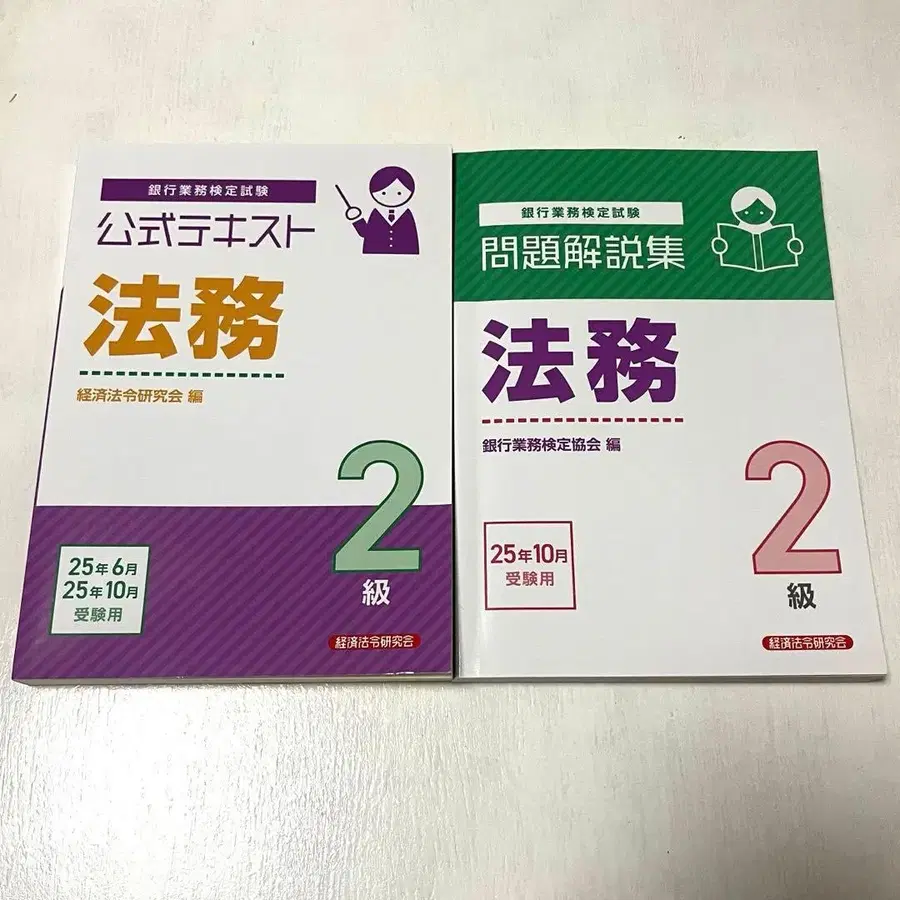 銀行業務検定試験
公式テキスト
法務
経済法令研究会 編
2
級
25年6月
25年10月
受験用
経済法令研究会
銀行業務検定試験
問題解説集
法務
銀行業務検定協会 編
2
級
25年10月
受験用
経済法令研究会